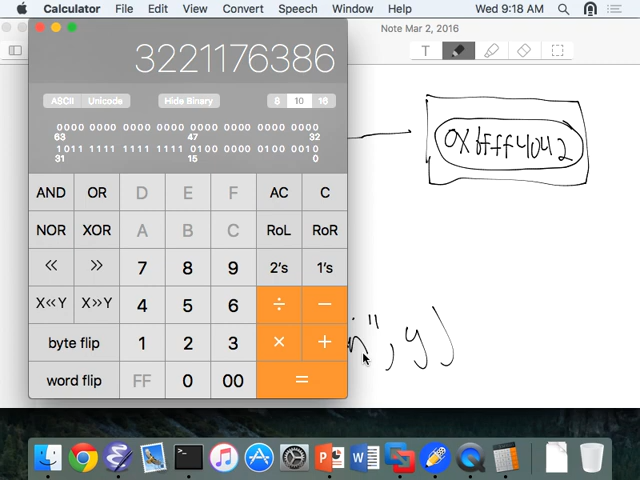 Calculator File Edit View Convert Speech Window Help Wed 9:18 AM
Note Mar 2, 2016
T
3221176386
ASCII Unicode Hide Binary 8 10 16
0000 0000 0000 0000 0000 0000 0000 0000
63 47 32
1011 1111 1111 1111 0100 0000 0100 0010
31 15 0
0xbfff4042
AND OR D E F AC C
NOR XOR A B C RoL RoR
<< >> 7 8 9 2's 1's
X<<Y X>>Y 4 5 6 ÷ −
byte flip 1 2 3 × +
word flip FF 0 00 =
", y)